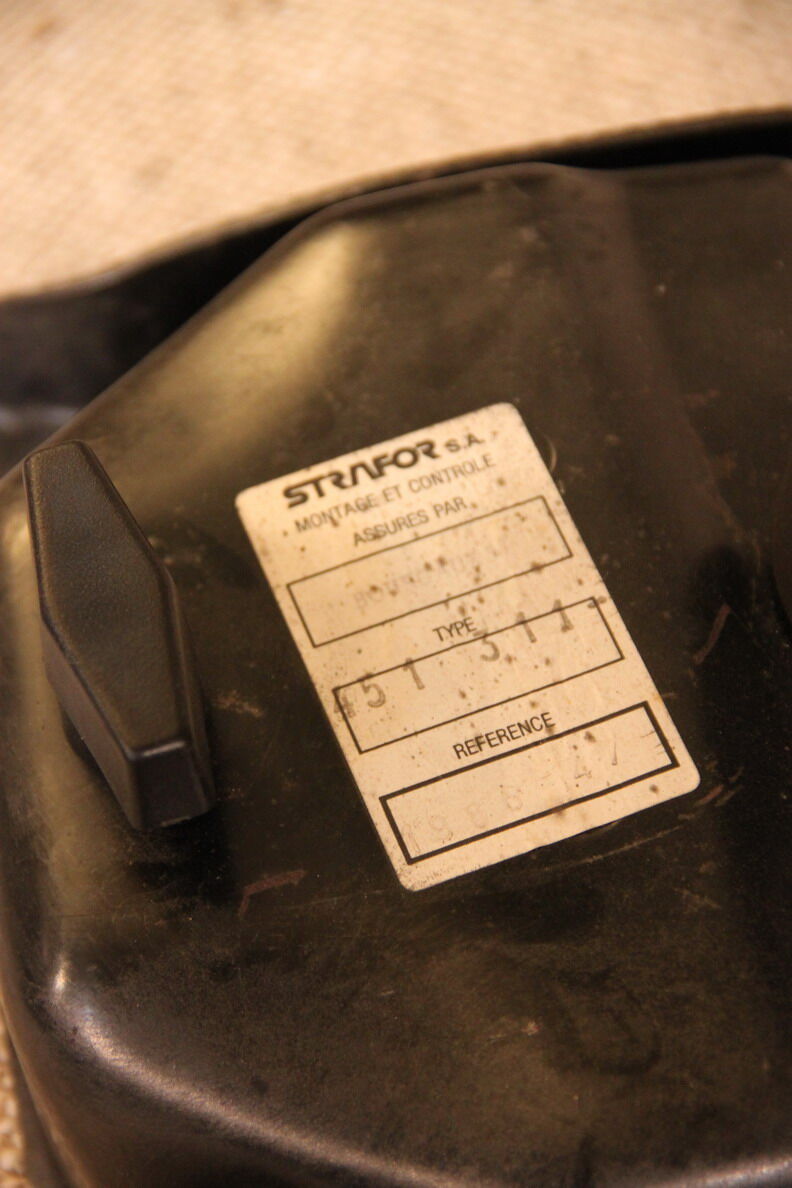 STRAFOR S.A.
MONTAGE ET CONTROLE
ASSURES PAR
TYPE
451 311
REFERENCE